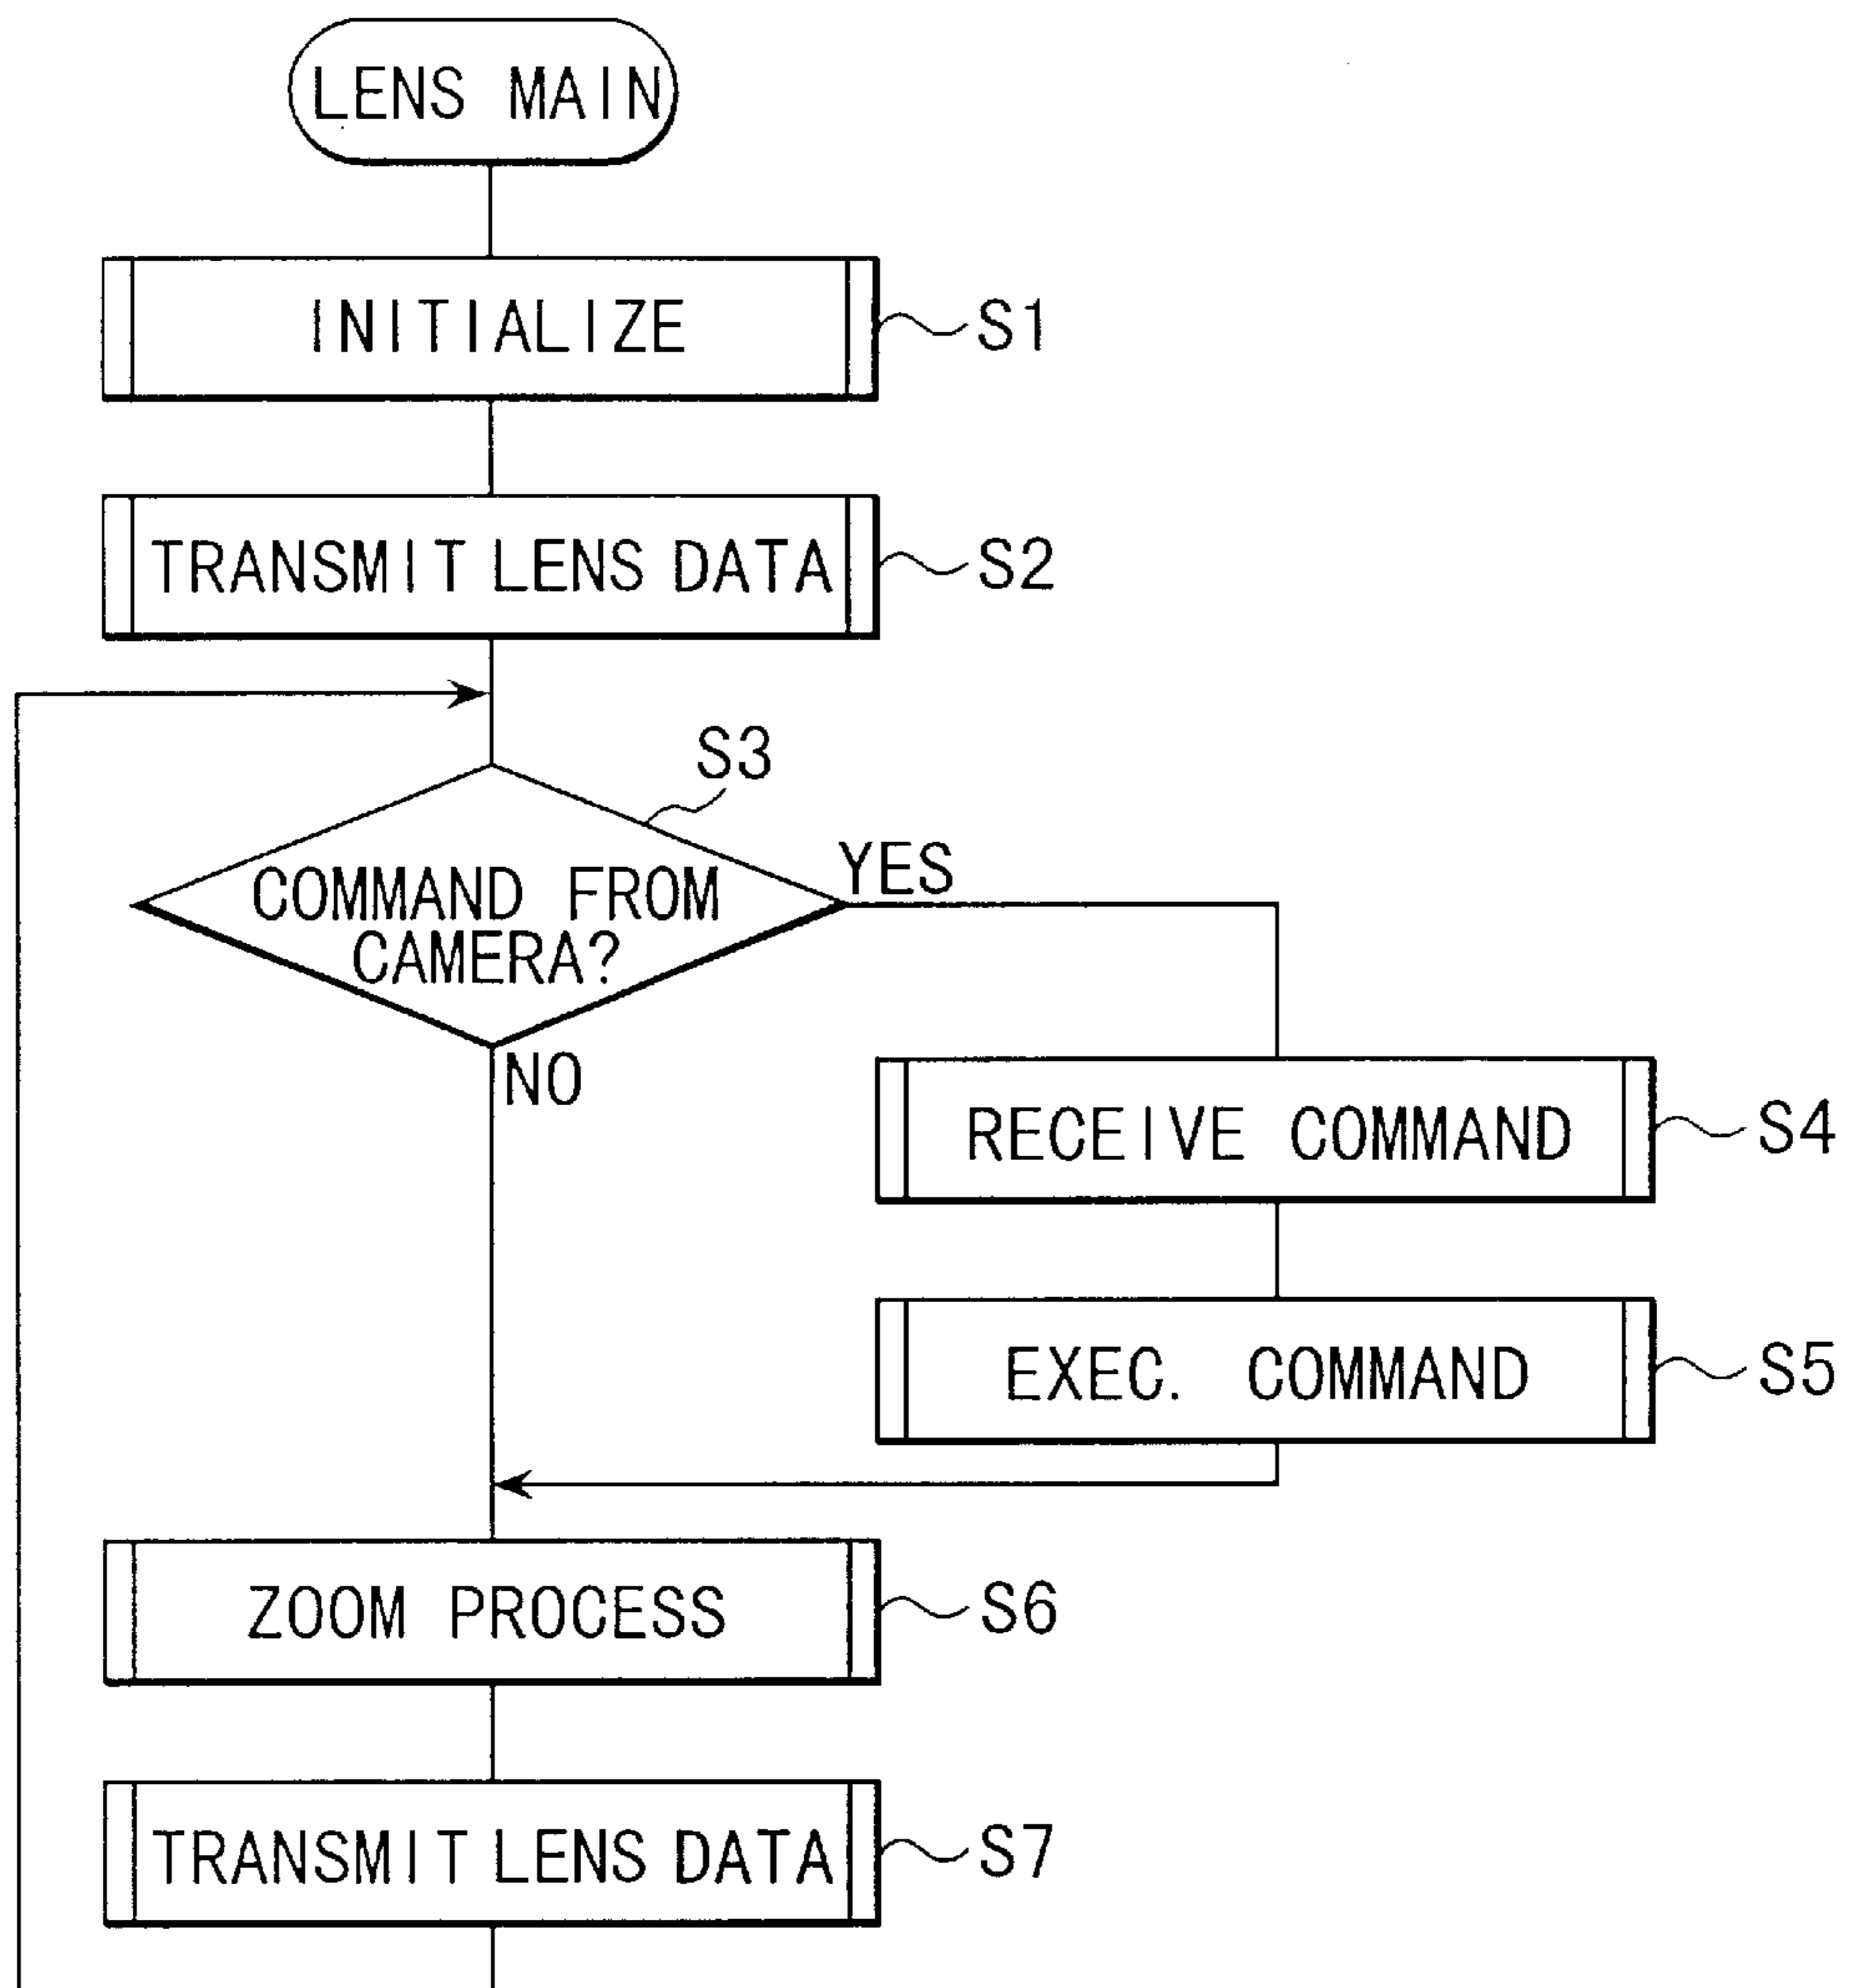 LENS MAIN
INITIALIZE
S1
TRANSMIT LENS DATA
S2
S3
COMMAND FROM
CAMERA?
YES
NO
RECEIVE COMMAND
S4
EXEC. COMMAND
S5
ZOOM PROCESS
S6
TRANSMIT LENS DATA
S7